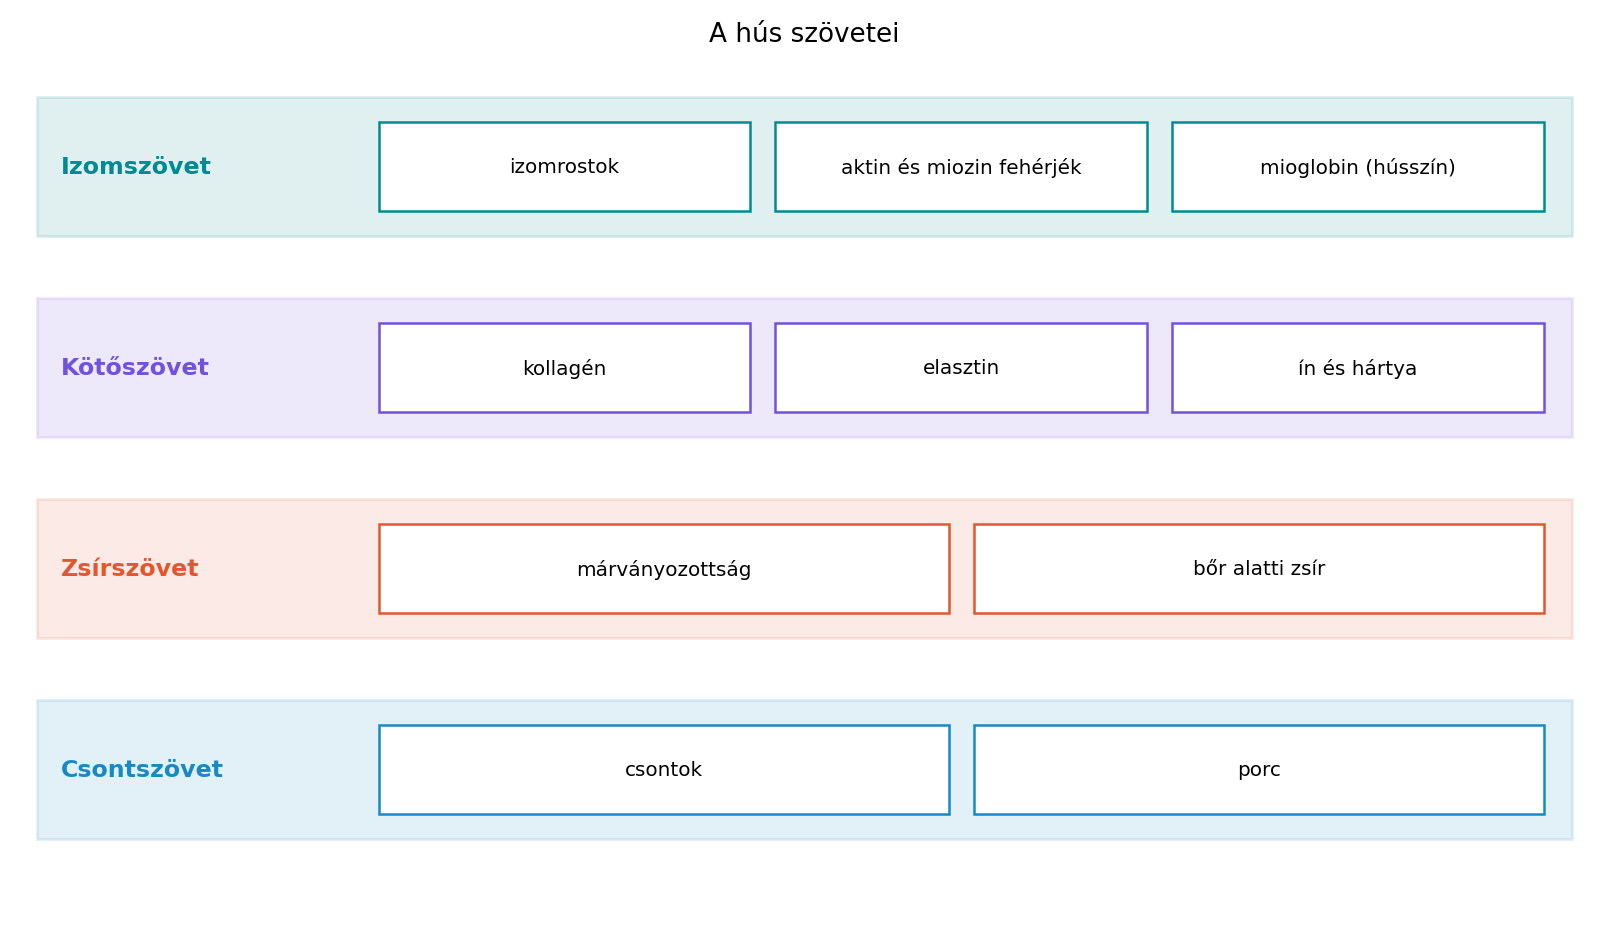 A hús szövetei
Izomszövet
izomrostok
aktin és miozin fehérjék
mioglobin (hússzín)
Kötőszövet
kollagén
elasztin
ín és hártya
Zsírszövet
márványozottság
bőr alatti zsír
Csontszövet
csontok
porc